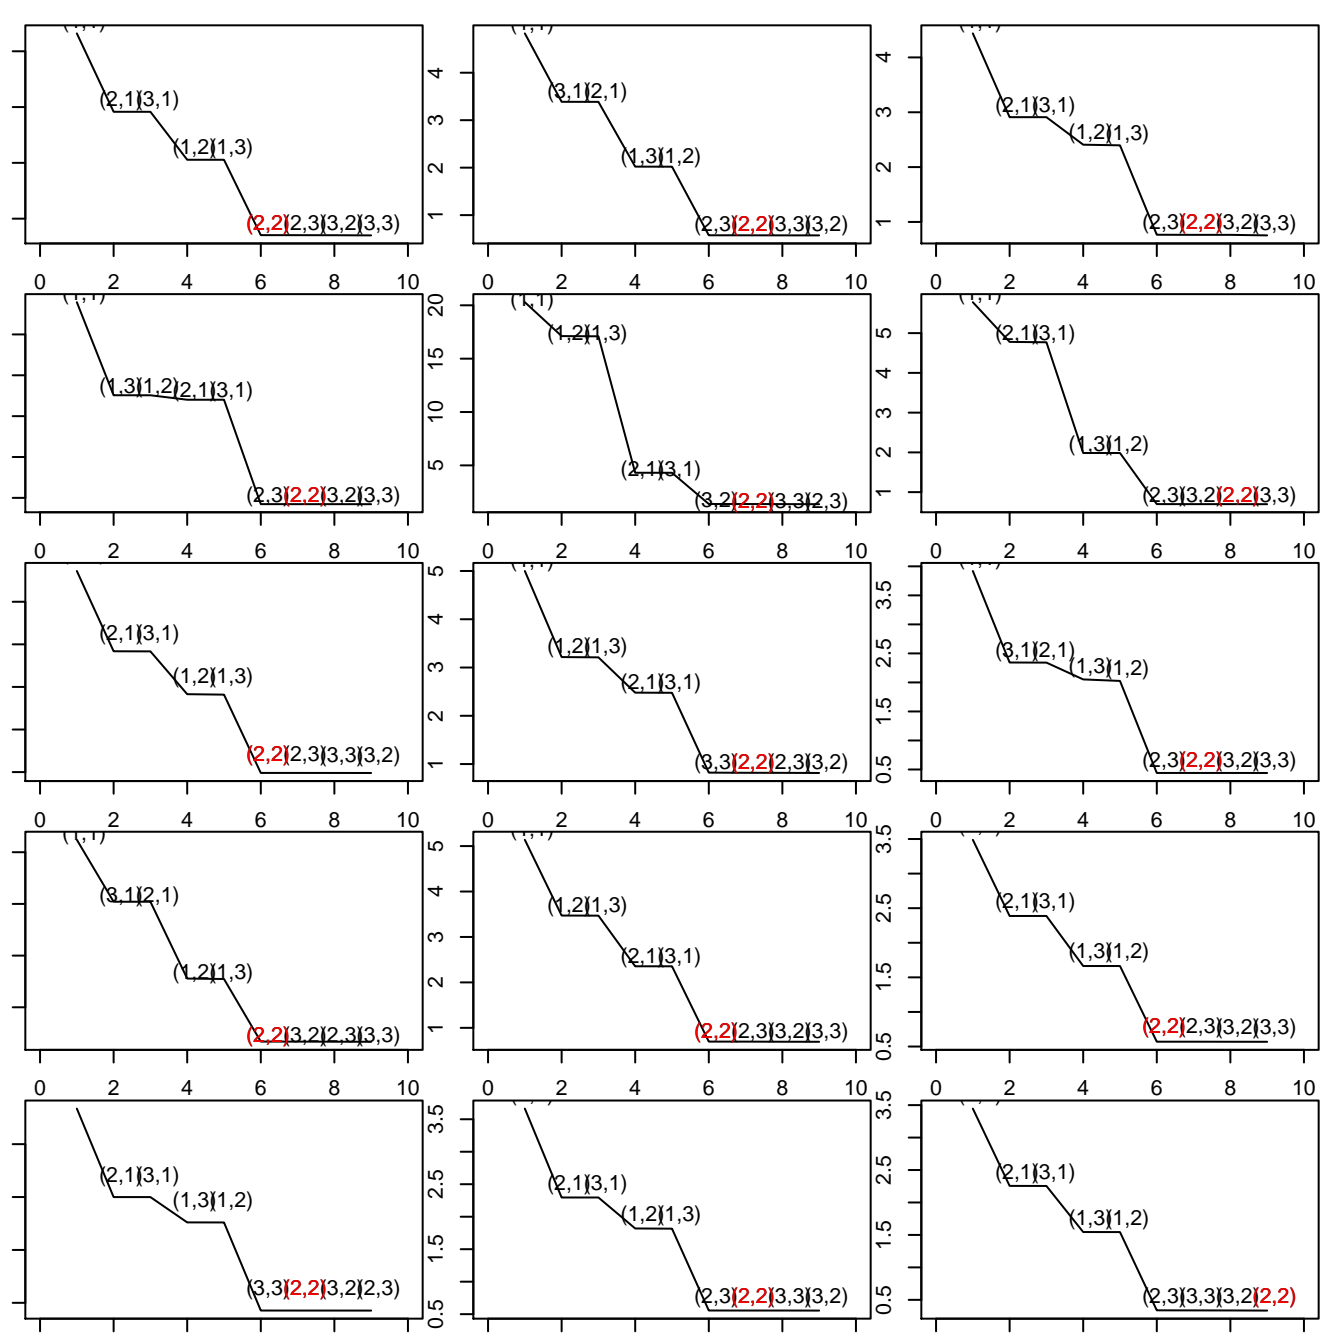 (2,1)(3,1)
(1,2)(1,3)
(2,2)(2,3)(3,2)(3,3)
0 2 4 6 8 10
1 2 3 4
(3,1)(2,1)
(1,3)(1,2)
(2,3)(2,2)(3,3)(3,2)
0 2 4 6 8 10
1 2 3 4
(2,1)(3,1)
(1,2)(1,3)
(2,3)(2,2)(3,2)(3,3)
0 2 4 6 8 10
(1,3)(1,2)(2,1)(3,1)
(2,3)(2,2)(3,2)(3,3)
0 2 4 6 8 10
5 10 15 20
(1,1)
(1,2)(1,3)
(2,1)(3,1)
(3,2)(2,2)(3,3)(2,3)
0 2 4 6 8 10
1 2 3 4 5
(2,1)(3,1)
(1,3)(1,2)
(2,3)(3,2)(2,2)(3,3)
0 2 4 6 8 10
(2,1)(3,1)
(1,2)(1,3)
(2,2)(2,3)(3,3)(3,2)
0 2 4 6 8 10
1 2 3 4 5
(1,2)(1,3)
(2,1)(3,1)
(3,3)(2,2)(2,3)(3,2)
0 2 4 6 8 10
0.5 1.5 2.5 3.5
(3,1)(2,1)
(1,3)(1,2)
(2,3)(2,2)(3,2)(3,3)
0 2 4 6 8 10
(1,1)
(3,1)(2,1)
(1,2)(1,3)
(2,2)(3,2)(2,3)(3,3)
0 2 4 6 8 10
1 2 3 4 5
(1,2)(1,3)
(2,1)(3,1)
(2,2)(2,3)(3,2)(3,3)
0 2 4 6 8 10
0.5 1.5 2.5 3.5
(2,1)(3,1)
(1,3)(1,2)
(2,2)(2,3)(3,2)(3,3)
0 2 4 6 8 10
(2,1)(3,1)
(1,3)(1,2)
(3,3)(2,2)(3,2)(2,3)
0.5 1.5 2.5 3.5
(2,1)(3,1)
(1,2)(1,3)
(2,3)(2,2)(3,3)(3,2)
0.5 1.5 2.5 3.5
(2,1)(3,1)
(1,3)(1,2)
(2,3)(3,3)(3,2)(2,2)